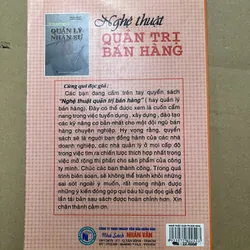 QUẢN LÝ
NHÂN SỰ
Nghệ thuật
QUẢN TRỊ
BÁN HÀNG
Cùng quí độc giả:
Các bạn đang cầm trên tay quyển sách
"Nghệ thuật quản trị bán hàng" (hay quản lý bán
hàng). Đây có thể được xem là cuốn cẩm
nang trong việc tuyển dụng, xây dựng, đào tạo
các kỹ năng cơ bản nhất cho một đội ngũ bán
hàng chuyên nghiệp. Hy vọng rằng, quyển
sách sẽ là người bạn đồng hành của các nhà
doanh nghiệp, các nhà quản lý ở mọi cấp độ
trong việc tìm ra chiến lược thích hợp nhất trong
việc mở rộng thị phần cho sản phẩm của công
ty mình. Chúc các bạn thành công. Trong quá
trình biên soạn, sẽ không thể tránh khỏi những
sai sót ngoài ý muốn, rất mong nhận được
những ý kiến đóng góp quí báu từ quí độc giả để
lần tái bản sau sách được hoàn chỉnh hơn. Xin
chân thành cảm ơn.
Nhà Sách NHÂN VĂN